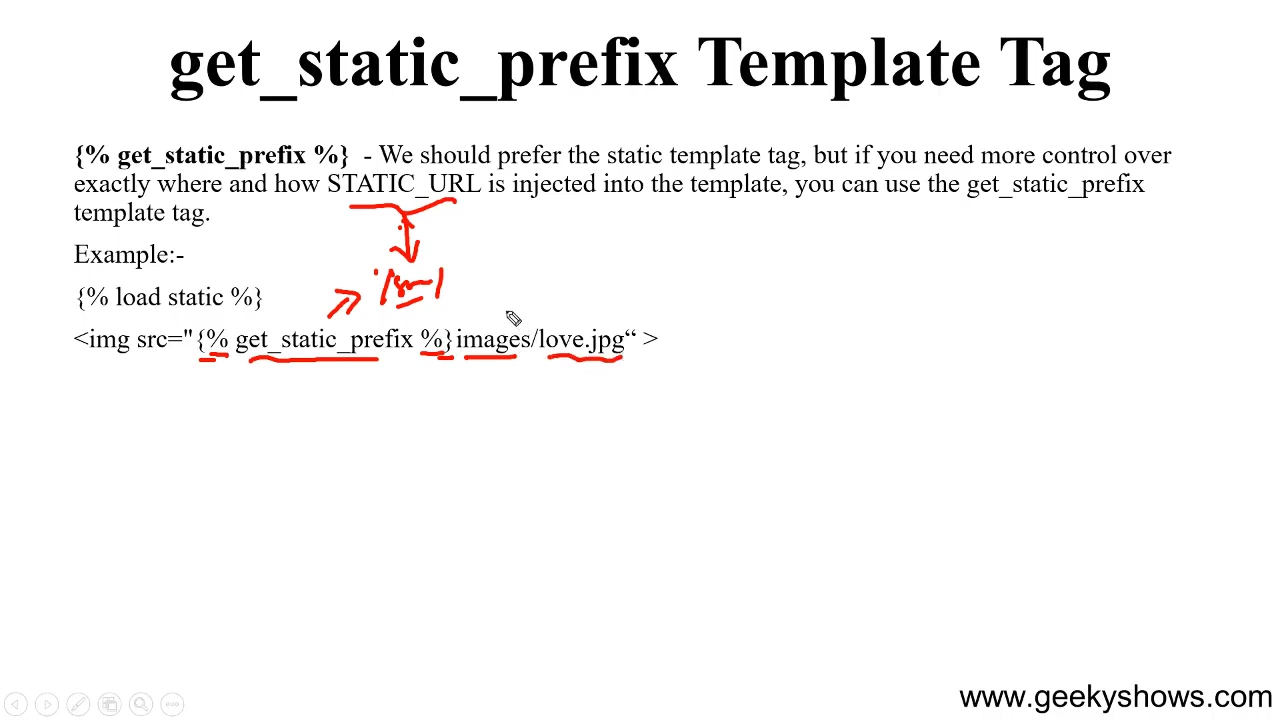 get_static_prefix Template Tag
{% get_static_prefix %} - We should prefer the static template tag, but if you need more control over
exactly where and how STATIC_URL is injected into the template, you can use the get_static_prefix
template tag.
Example:-
{% load static %}
<img src="{% get_static_prefix %}images/love.jpg“ >
www.geekyshows.com